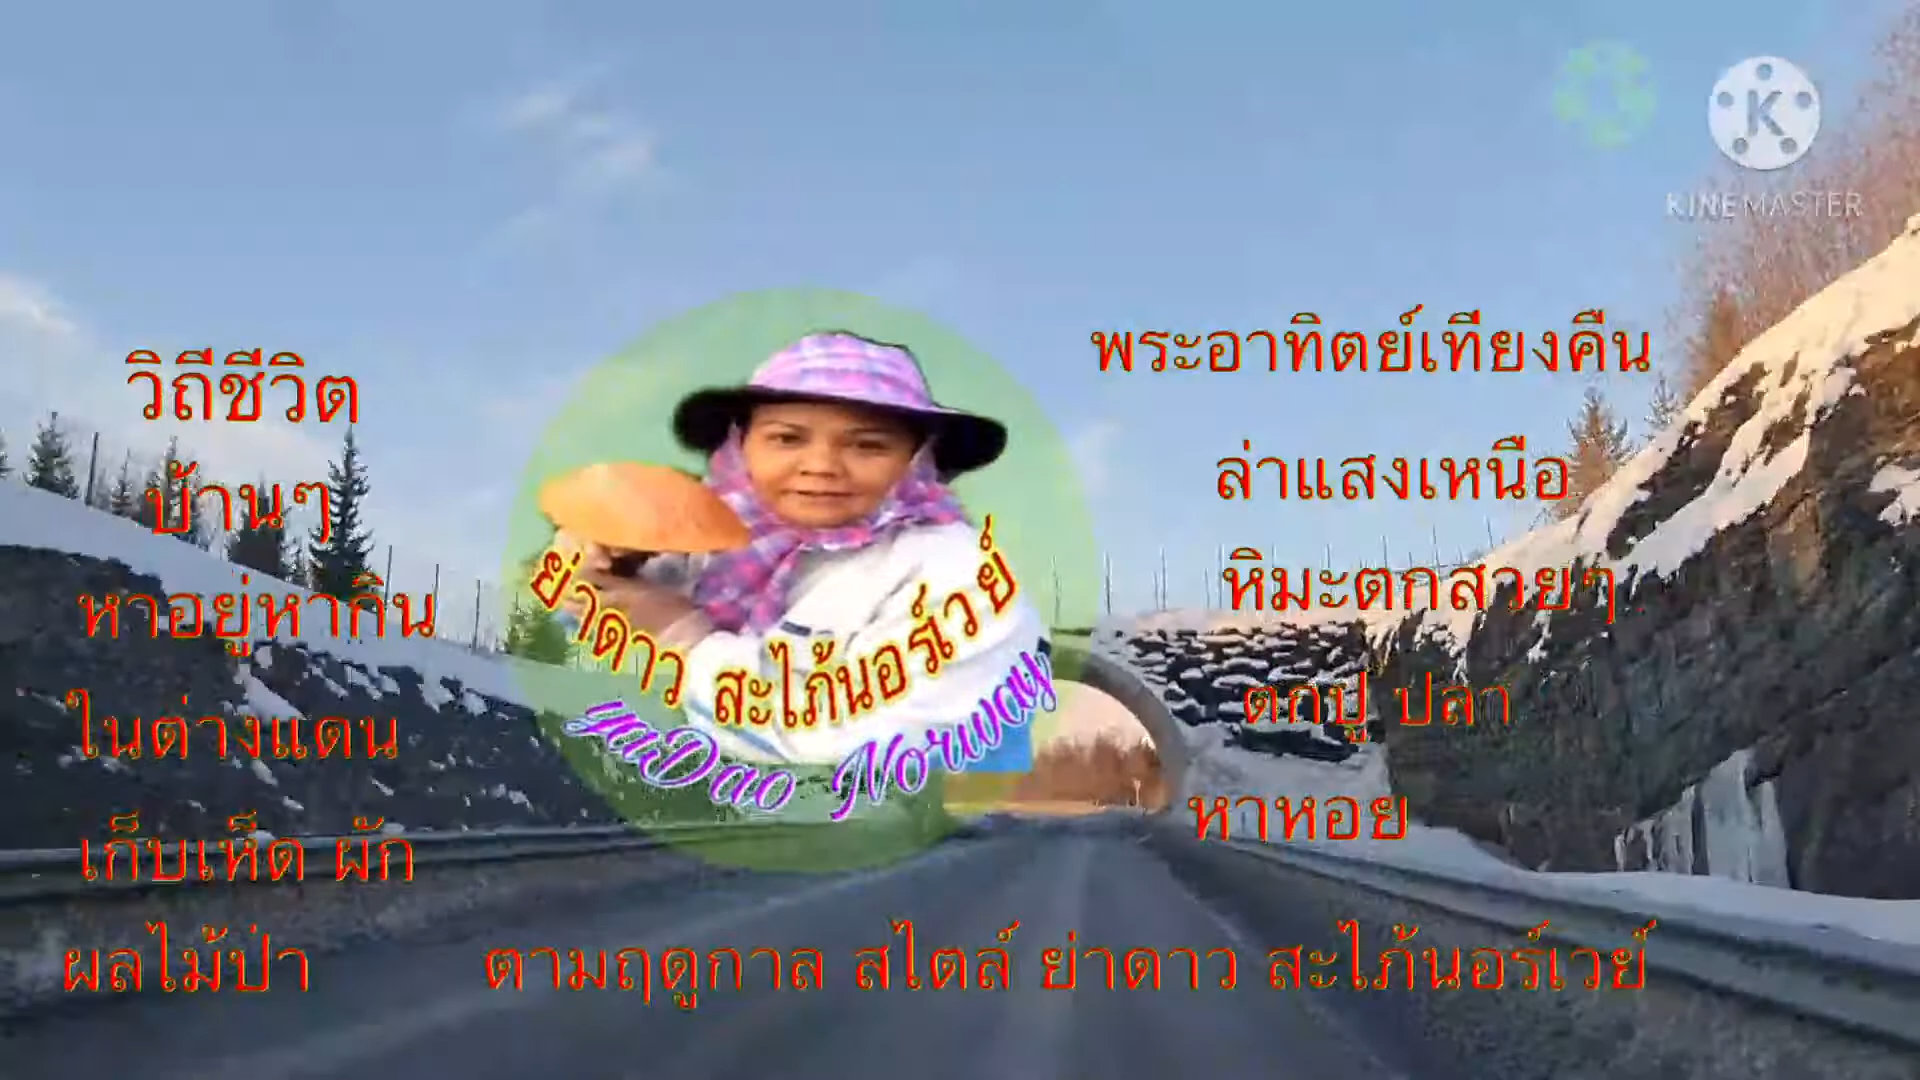 KINEMASTER
วิถีชีวิต
บ้านๆ
หาอยู่หากิน
ในต่างแดน
เก็บเห็ด ผัก
ผลไม้ป่า
ย่าดาว สะไภ้นอร์เวย์
yaiDao Norway
พระอาทิตย์เที่ยงคืน
ล่าแสงเหนือ
หิมะตกสวยๆ
ตกปู ปลา
หาหอย
ตามฤดูกาล สไตล์ ย่าดาว สะไภ้นอร์เวย์